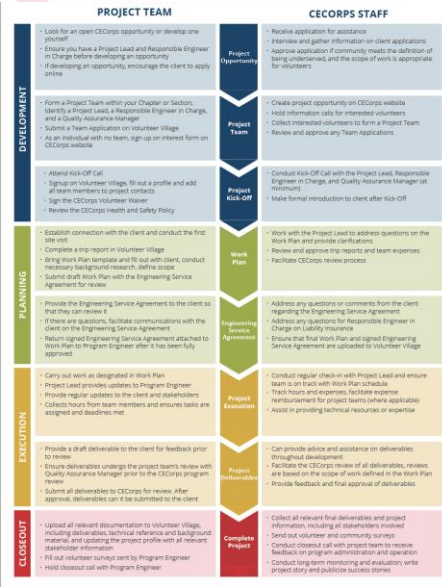 PROJECT TEAM
CECORPS STAFF
DEVELOPMENT
Look for an open CECorps opportunity or develop one
yourself
Ensure you have a Project Lead and Responsible Engineer
in Charge before developing an opportunity
If developing an opportunity, encourage the client to apply
online
Project
Opportunity
Receive application for assistance
Interview and gather information on client applications
Approve application if community meets the definition of
being underserved, and the scope of work is appropriate
for volunteers
Form a Project Team within your Chapter or Section,
Identify a Project Lead, a Responsible Engineer in Charge,
and a Quality Assurance Manager
Submit a Team Application on Volunteer Village
As an individual with no team, sign up on interest form on
CECorps website
Project
Team
Create project opportunity on CECorps website
Hold information calls for interested volunteers
Collect interested volunteers to form a Project Team
Review and approve any Team Applications
Attend Kick-Off Call
Signup on Volunteer Village, fill out a profile and add
all team members to project contacts
Sign the CECorps Volunteer Waiver
Review the CECorps Health and Safety Policy
Project
Kick-Off
Conduct Kick-Off Call with the Project Lead, Responsible
Engineer in Charge, and Quality Assurance Manager (at
minimum)
Make formal introduction to client after Kick-Off
PLANNING
Establish connection with the client and conduct the first
site visit
Complete a trip report in Volunteer Village
Bring Work Plan template and fill out with client, conduct
necessary background research, define scope
Submit draft Work Plan with the Engineering Service
Agreement for review
Work
Plan
Work with the Project Lead to address questions on the
Work Plan and provide clarifications
Review and approve trip reports and team expenses
Facilitate CECorps review process
Provide the Engineering Service Agreement to the client so
that they can review it
If there are questions, facilitate communications with the
client on the Engineering Service Agreement
Return signed Engineering Service Agreement attached to
Work Plan to Program Engineer after it has been fully
approved
Engineering
Service
Agreement
Address any questions or comments from the client
regarding the Engineering Service Agreement
Address any questions for Responsible Engineer in
Charge on Liability Insurance
Ensure that final Work Plan and signed Engineering
Service Agreement are uploaded to Volunteer Village
EXECUTION
Carry out work as designated in Work Plan
Project Lead provides updates to Program Engineer
Provide regular updates to the client and stakeholders
Collects hours from team members and ensures tasks are
assigned and deadlines met
Project
Execution
Conduct regular check-in with Project Lead and ensure
team is on track with Work Plan schedule
Track hours and expenses, facilitate expense
reimbursement for project teams (where applicable)
Assist in providing technical resources or expertise
Provide a draft deliverable to the client for feedback prior
to review
Ensure deliverables undergo the project team's review with
Quality Assurance Manager prior to the CECorps program
review
Submit all deliverables to CECorps for review. After
approval, deliverables can it be submitted to the client
Project
Deliverables
Can provide advice and assistance on deliverables
throughout development
Facilitate the CECorps review of all deliverables, reviews
are based on the scope of work defined in the Work Plan
Provide feedback and final approval of deliverables
CLOSEOUT
Upload all relevant documentation to Volunteer Village,
including deliverables, technical reference and background
material, and updating the project profile with all relevant
stakeholder information
Fill out volunteer surveys sent by Program Engineer
Hold closeout call with Program Engineer
Complete
Project
Collect all relevant final deliverables and project
information, including all stakeholders involved
Send out volunteer and community surveys
Conduct closeout call with project team to receive
feedback on program administration and operation
Conduct long-term monitoring and evaluation; write
project story and publicize success stories